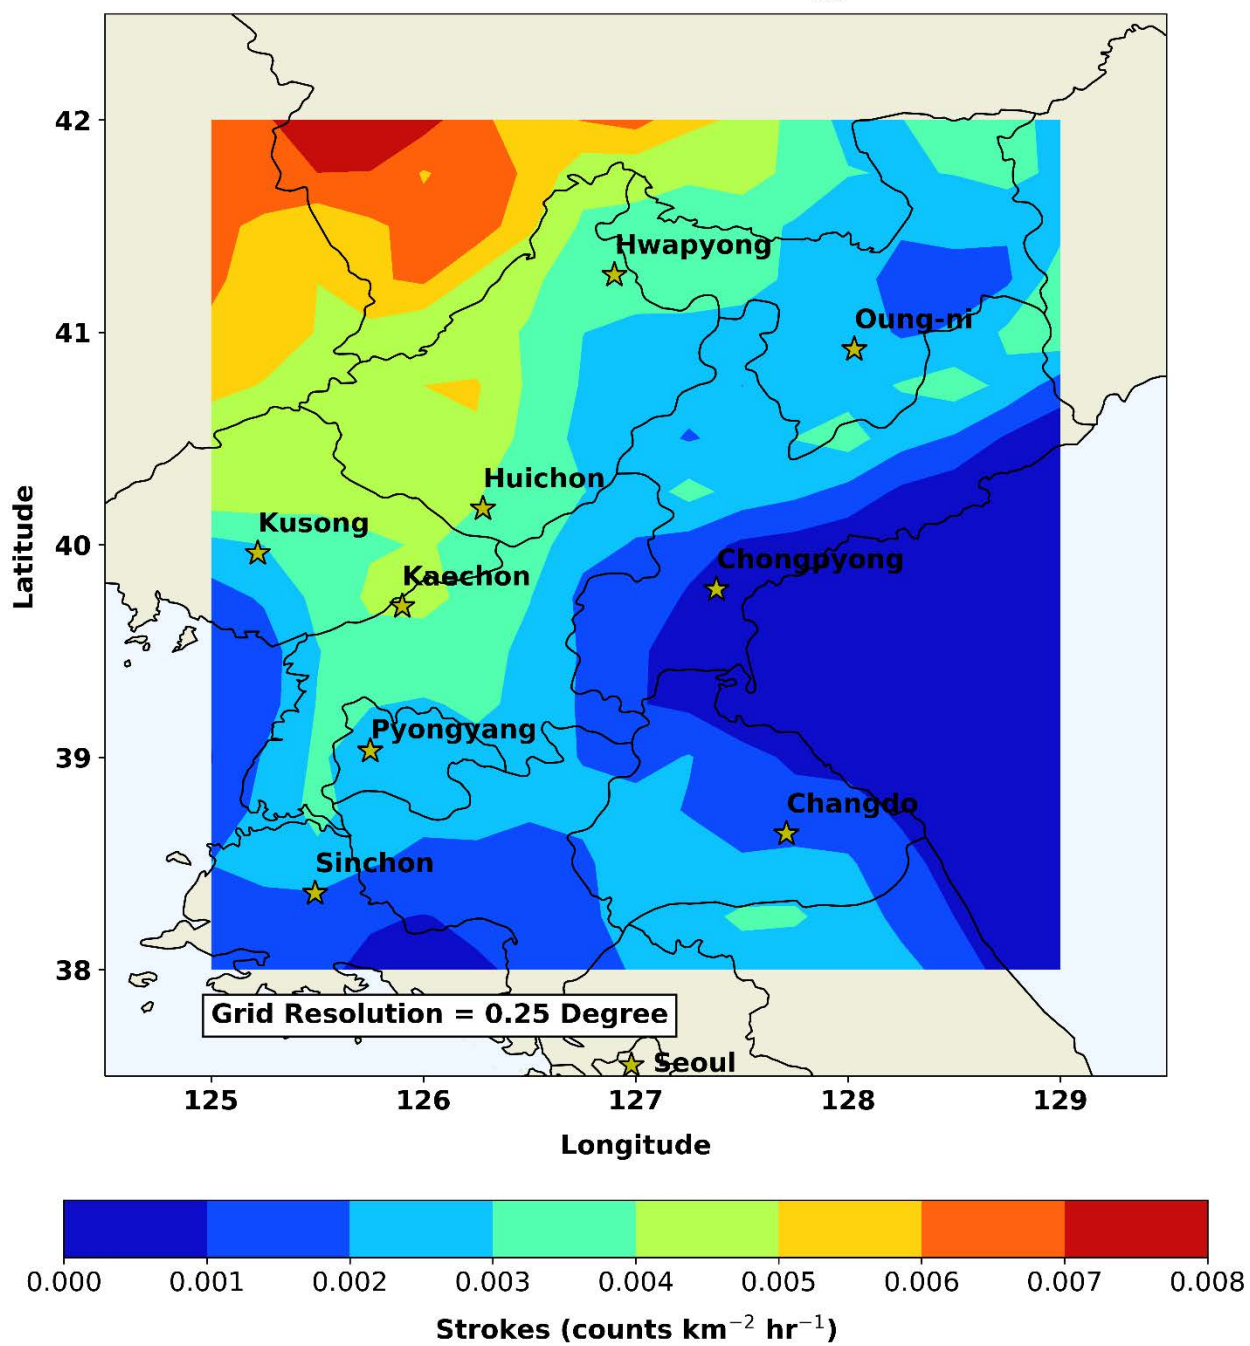 42
Hwapyong
41
Oung-ni
Huichon
Kusong
40
Chongpyong
Kaechon
Latitude
Pyongyang
39
Changdo
Sinchon
38
Grid Resolution = 0.25 Degree
Seoul
125 126 127 128 129
Longitude
0.000 0.001 0.002 0.003 0.004 0.005 0.006 0.007 0.008
Strokes (counts km⁻² hr⁻¹)